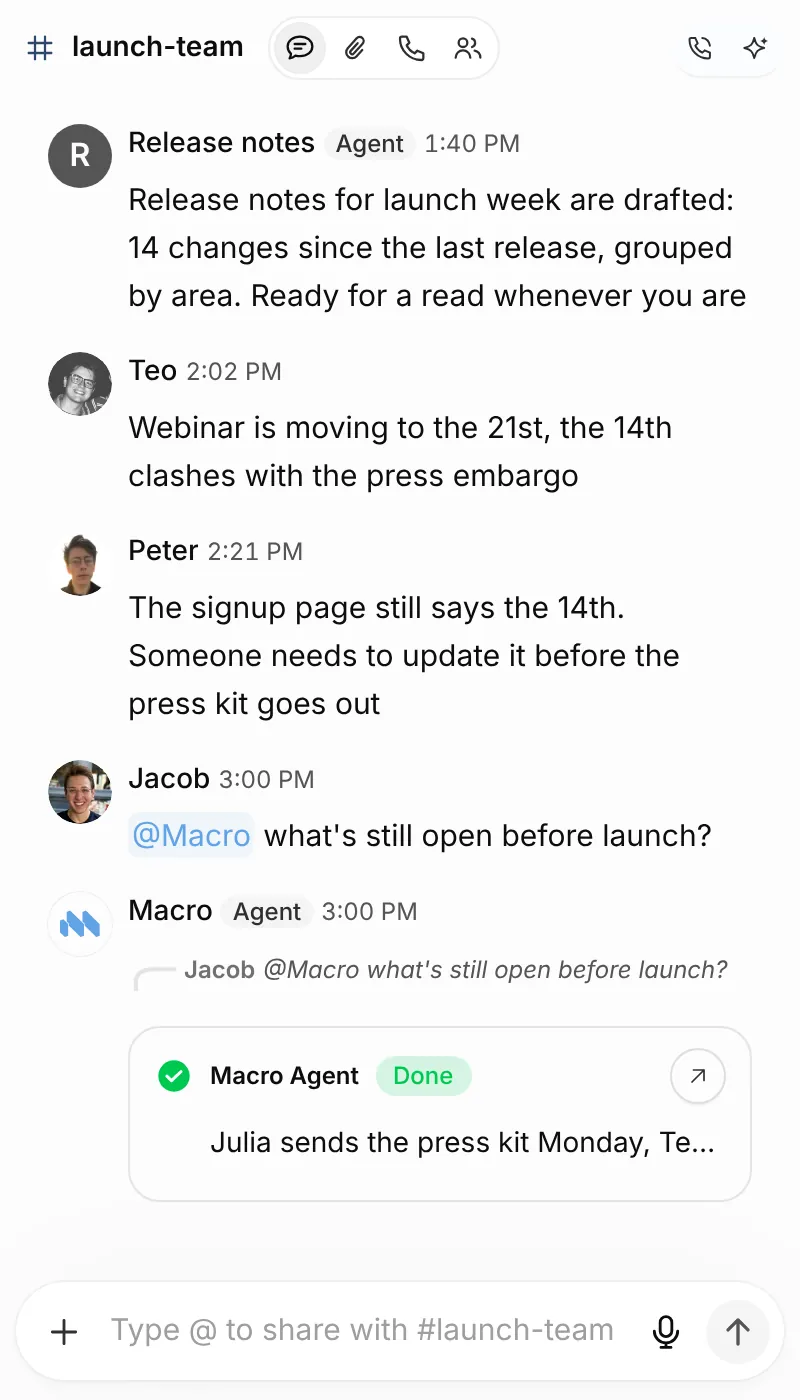 launch-team
R
Release notes Agent 1:40 PM
Release notes for launch week are drafted:
14 changes since the last release, grouped
by area. Ready for a read whenever you are
Teo 2:02 PM
Webinar is moving to the 21st, the 14th
clashes with the press embargo
Peter 2:21 PM
The signup page still says the 14th.
Someone needs to update it before the
press kit goes out
Jacob 3:00 PM
@Macro what's still open before launch?
Macro Agent 3:00 PM
Jacob @Macro what's still open before launch?
Macro Agent Done
Julia sends the press kit Monday, Te...
Type @ to share with #launch-team